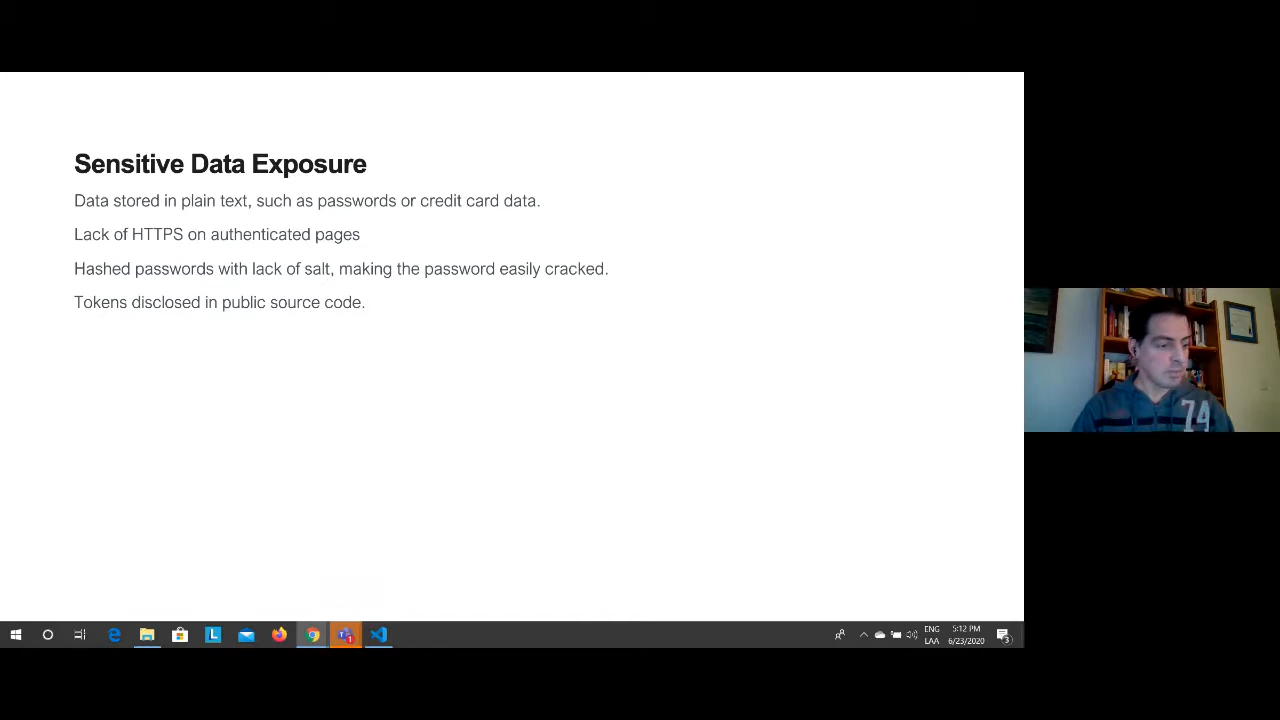 Sensitive Data Exposure
Data stored in plain text, such as passwords or credit card data.
Lack of HTTPS on authenticated pages
Hashed passwords with lack of salt, making the password easily cracked.
Tokens disclosed in public source code.
74
ENG
LAA
5:12 PM
6/23/2020
3